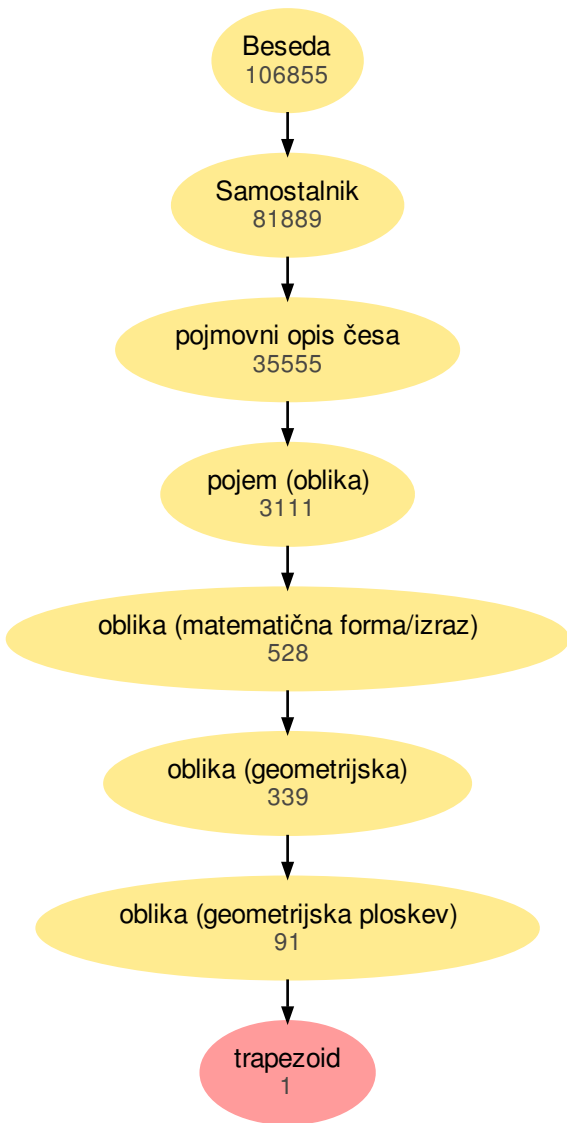 Beseda
106855
Samostalnik
81889
pojmovni opis česa
35555
pojem (oblika)
3111
oblika (matematična forma/izraz)
528
oblika (geometrijska)
339
oblika (geometrijska ploskev)
91
trapezoid
1